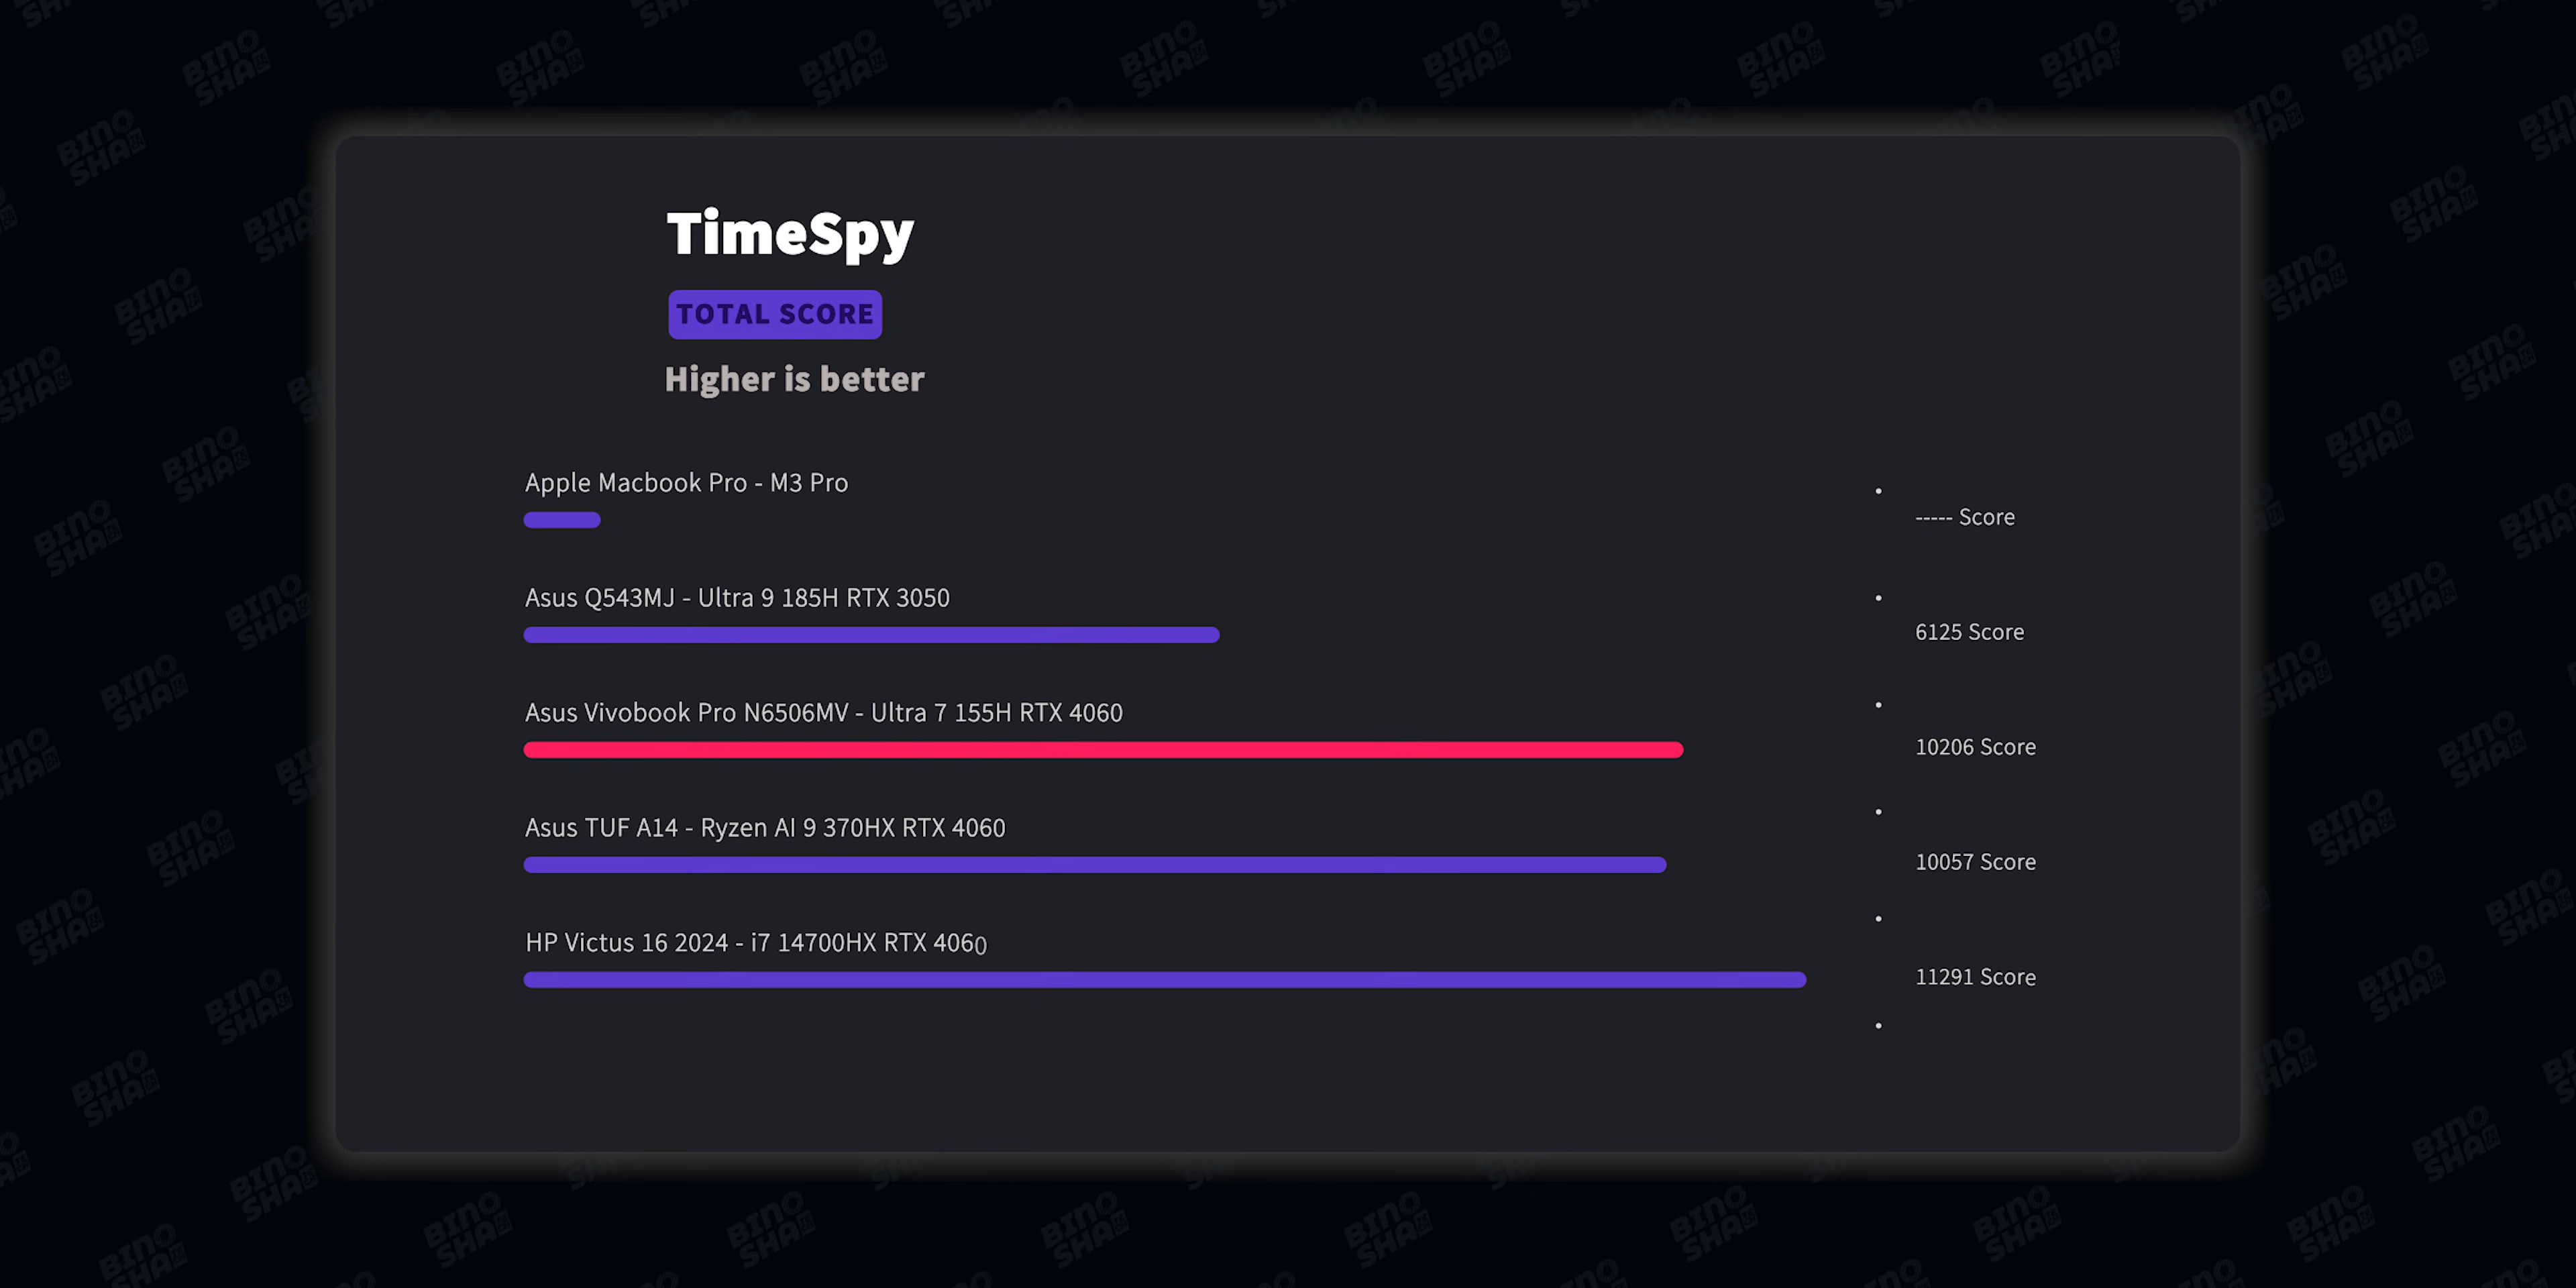 TimeSpy
TOTAL SCORE
Higher is better
Apple Macbook Pro - M3 Pro
----- Score
Asus Q543MJ - Ultra 9 185H RTX 3050
6125 Score
Asus Vivobook Pro N6506MV - Ultra 7 155H RTX 4060
10206 Score
Asus TUF A14 - Ryzen AI 9 370HX RTX 4060
10057 Score
HP Victus 16 2024 - i7 14700HX RTX 4060
11291 Score
BINO
SHA